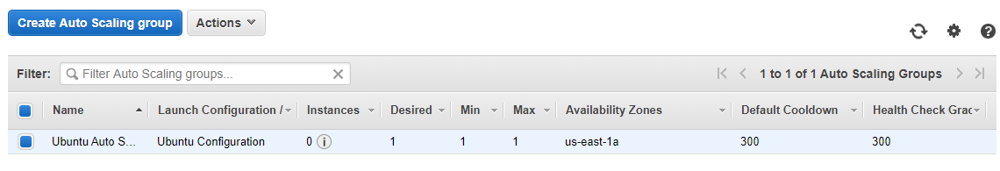 Create Auto Scaling group Actions
Filter: Filter Auto Scaling groups... 1 to 1 of 1 Auto Scaling Groups
Name Launch Configuration / Instances Desired Min Max Availability Zones Default Cooldown Health Check Grac
Ubuntu Auto S... Ubuntu Configuration 0 1 1 1 us-east-1a 300 300